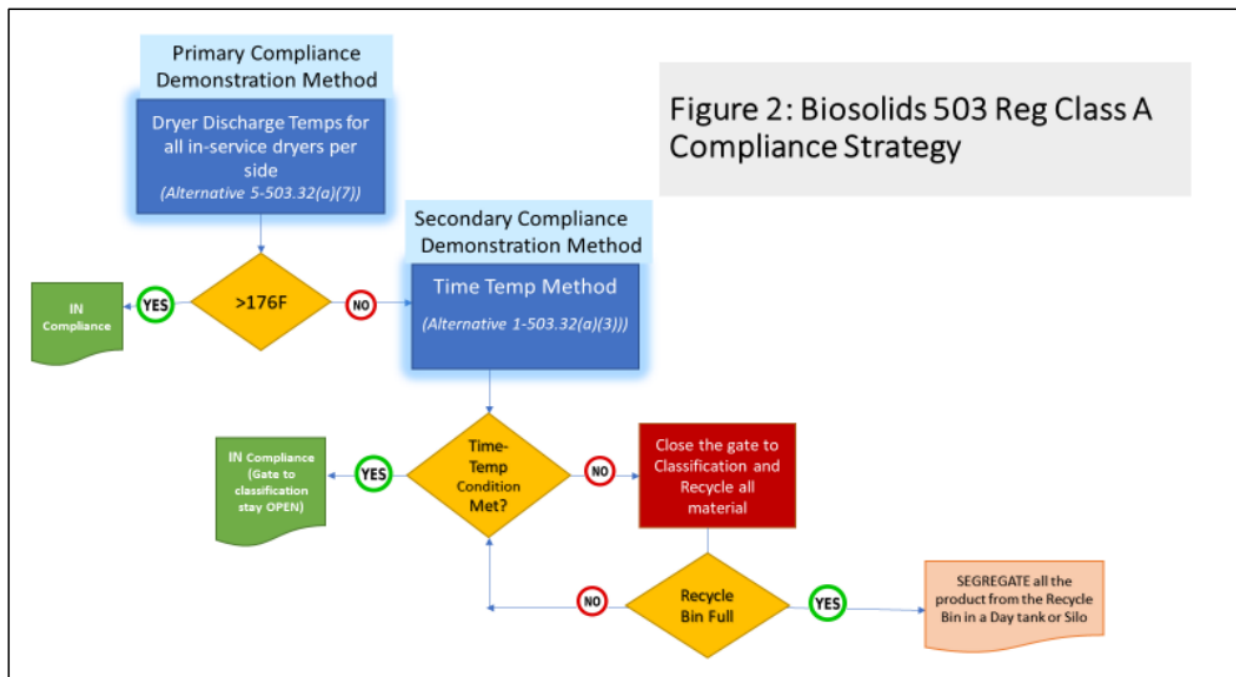 Primary Compliance
Demonstration Method
Figure 2: Biosolids 503 Reg Class A
Compliance Strategy
Dryer Discharge Temps for
all in-service dryers per
side
(Alternative 5-503.32(a)(7))
Secondary Compliance
Demonstration Method
Time Temp Method
(Alternative 1-503.32(a)(3)))
>176F
YES
NO
IN
Compliance
Time-
Temp
Condition
Met?
YES
NO
IN Compliance
(Gate to
classification
stay OPEN)
Close the gate to
Classification and
Recycle all
material
Recycle
Bin Full
NO
YES
SEGREGATE all the
product from the Recycle
Bin in a Day tank or Silo